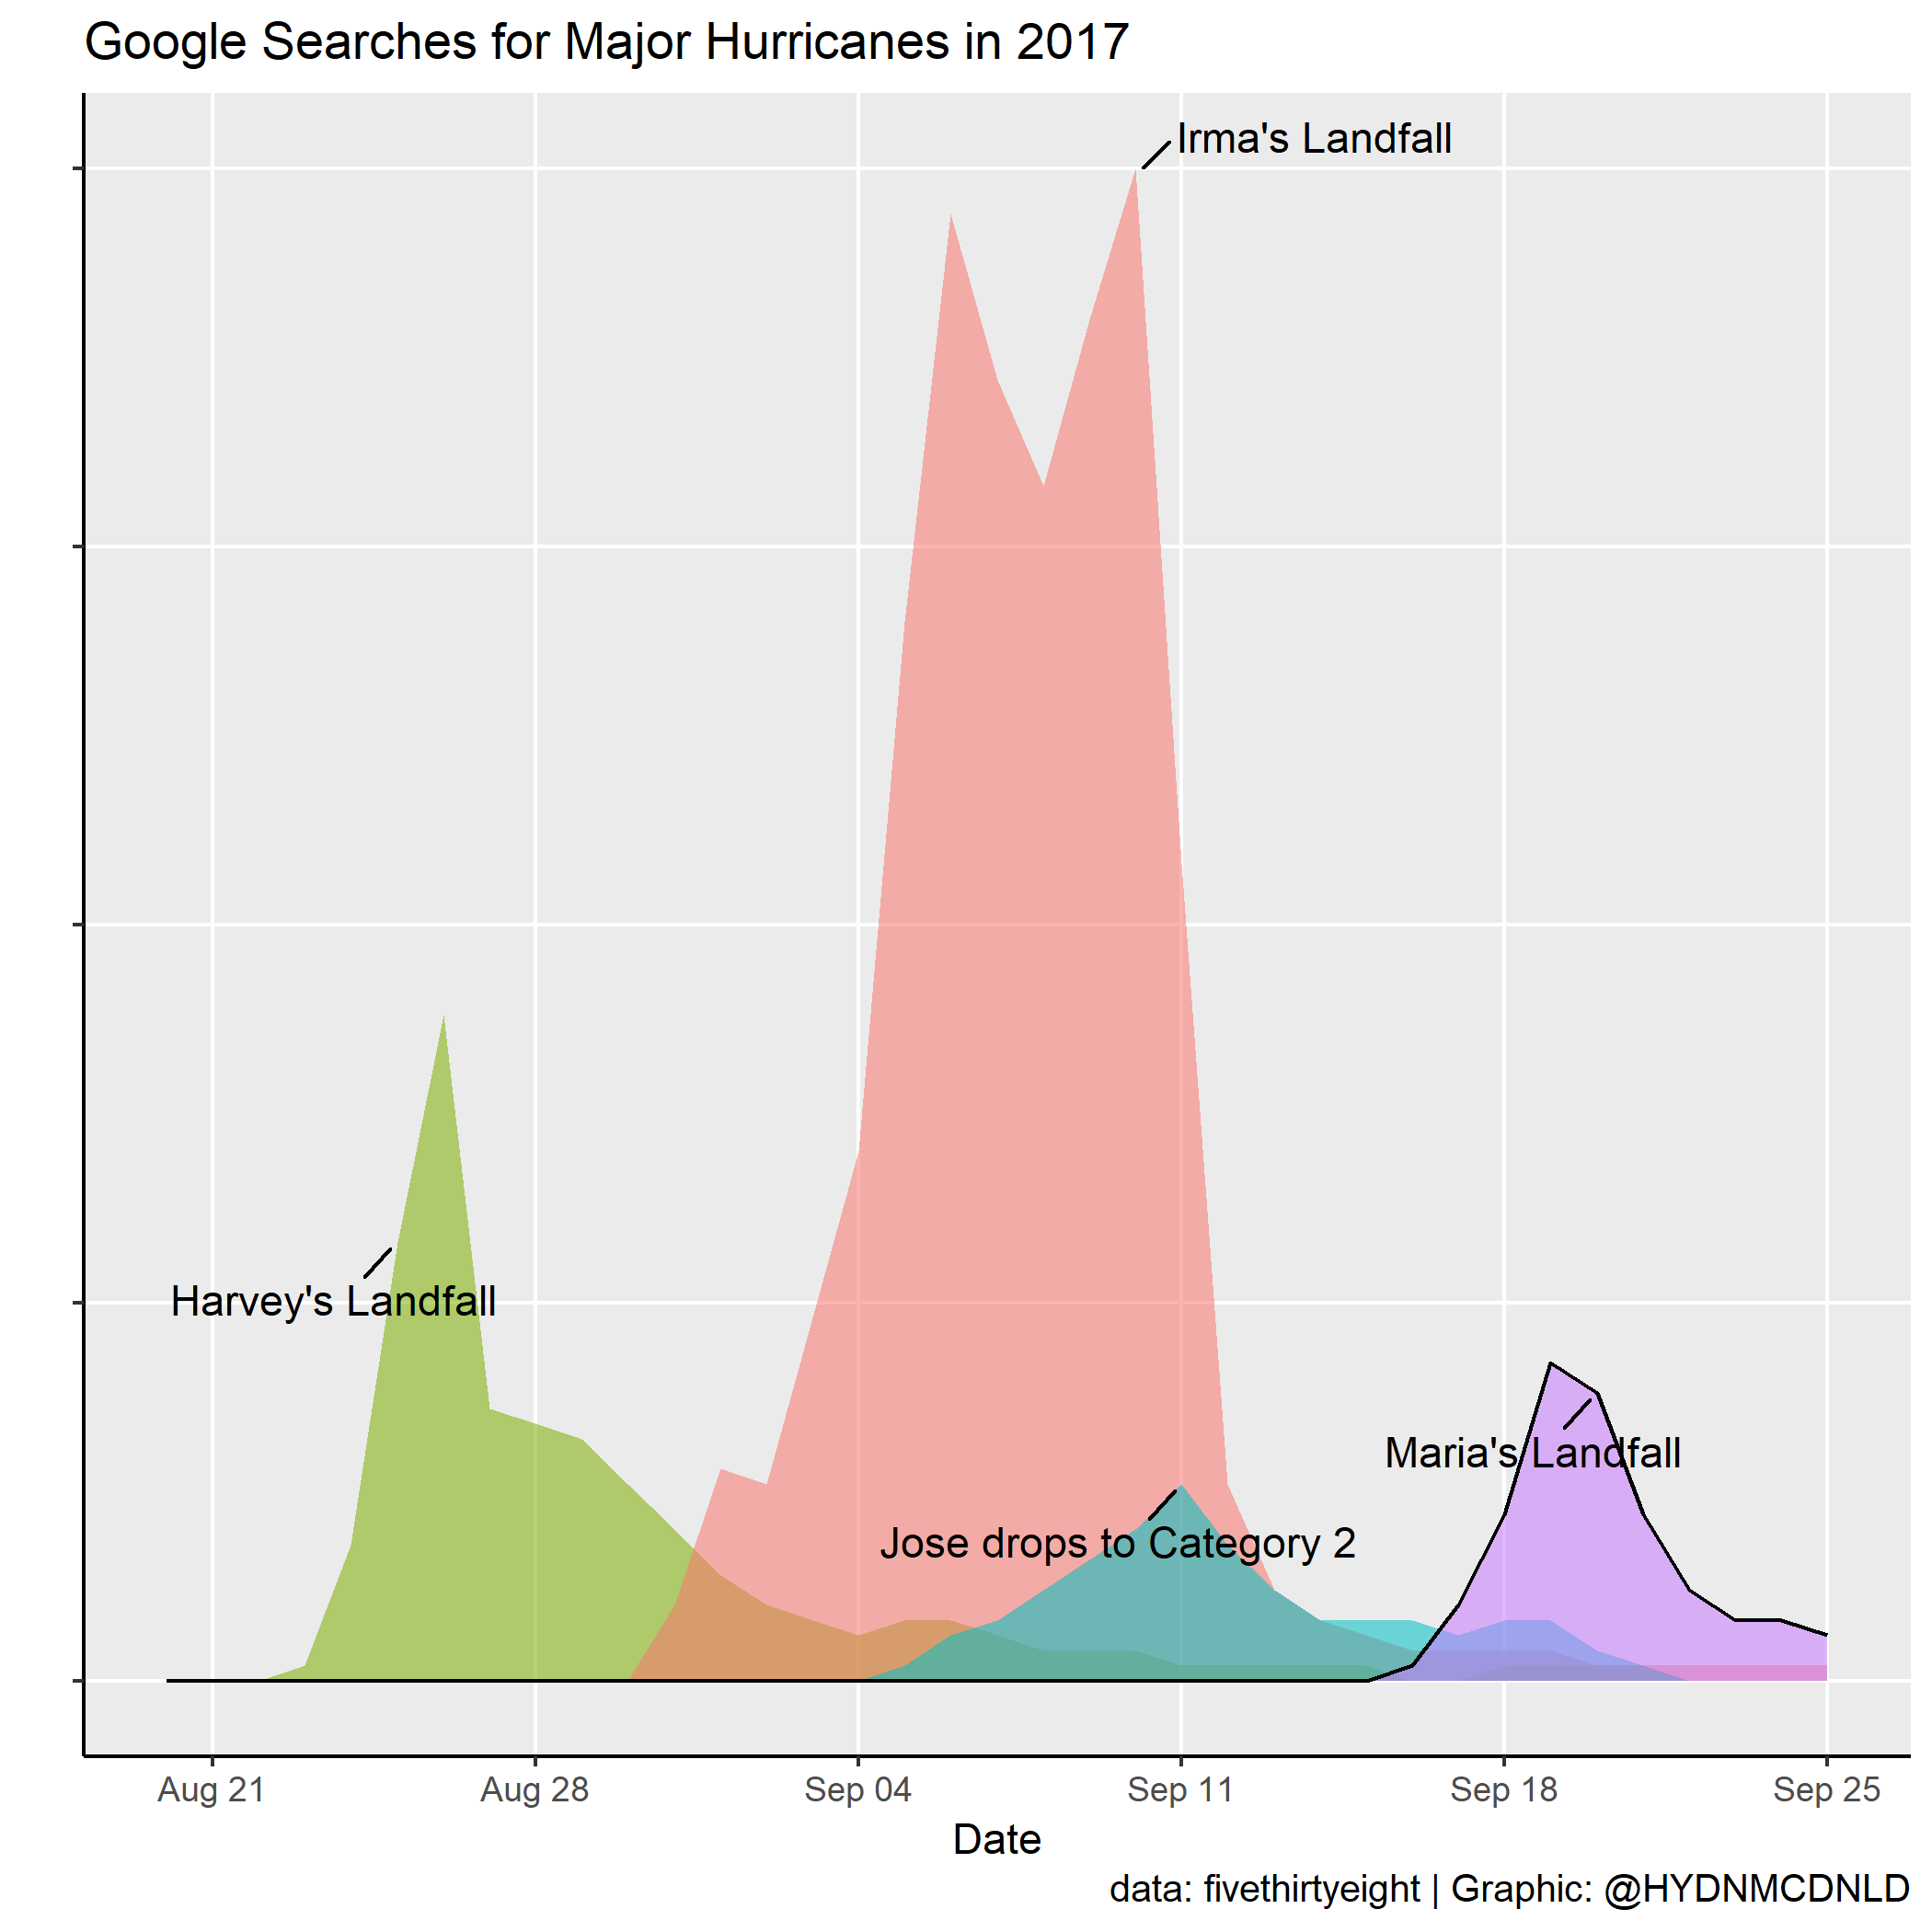 Google Searches for Major Hurricanes in 2017
Irma's Landfall
Harvey's Landfall
Maria's Landfall
Jose drops to Category 2
Aug 21 Aug 28 Sep 04 Sep 11 Sep 18 Sep 25
Date
data: fivethirtyeight | Graphic: @HYDNMCDNLD